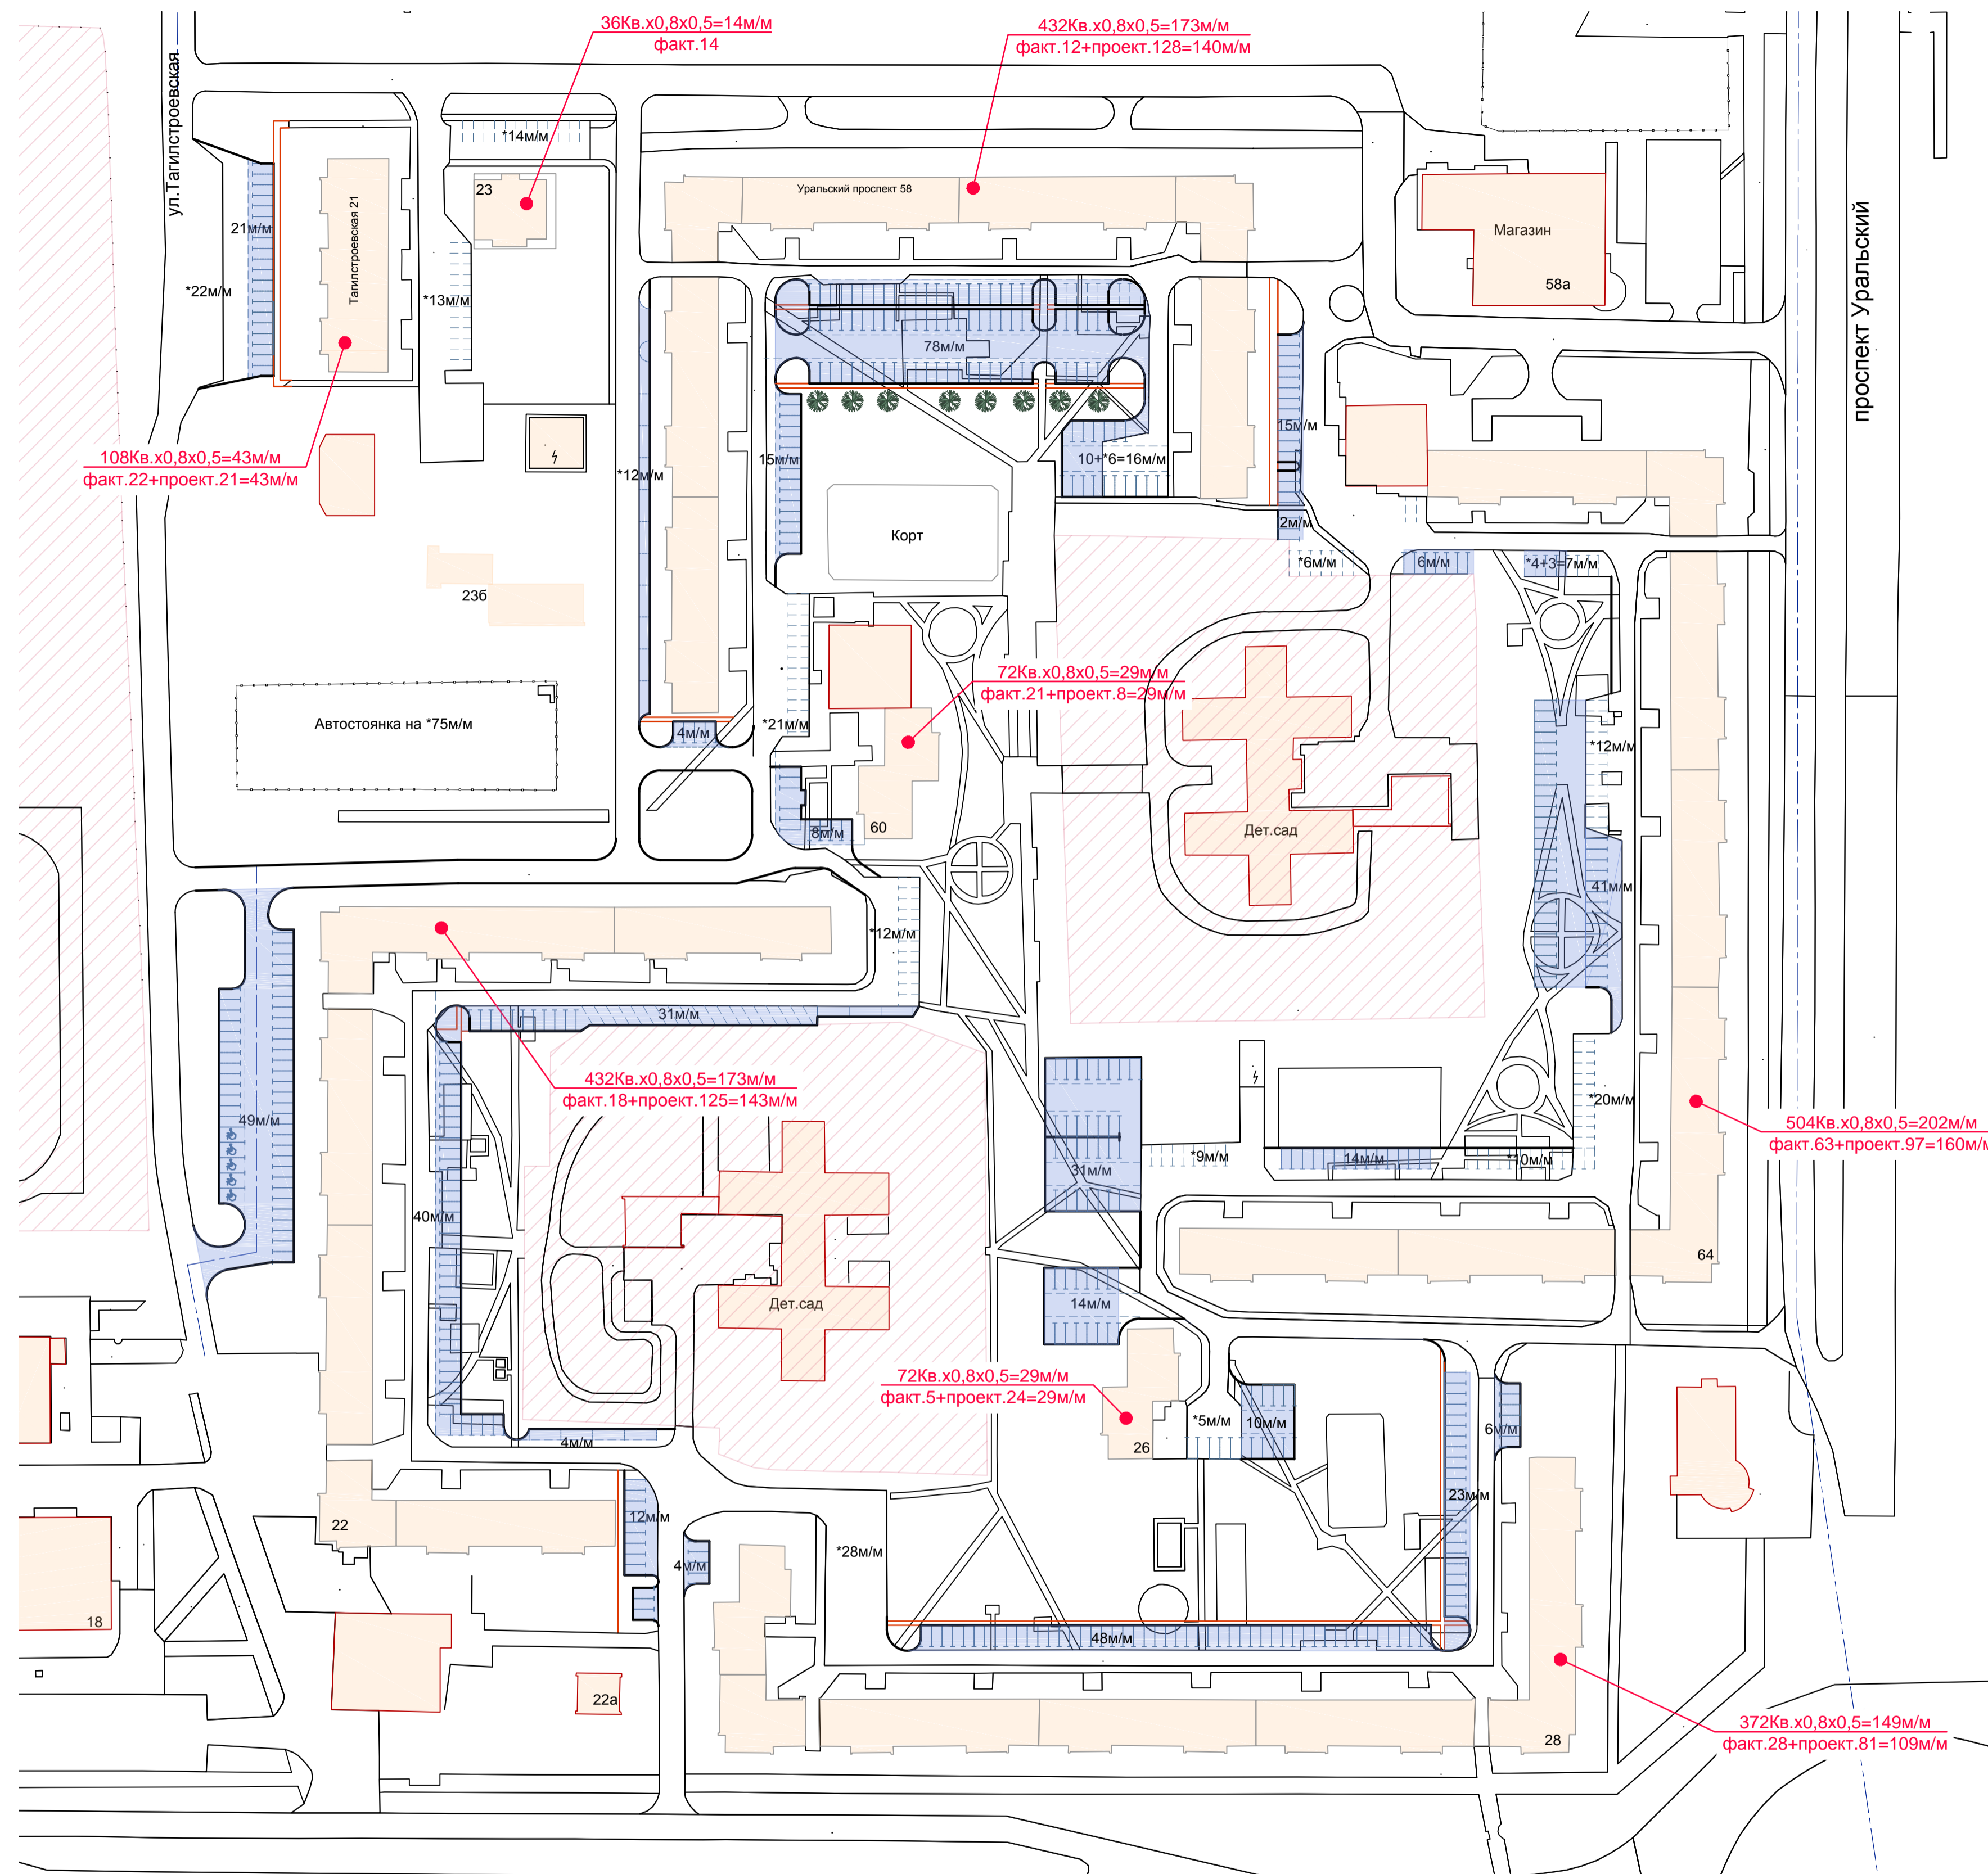 36Кв.х0,8х0,5=14м/м
факт.14
432Кв.х0,8х0,5=173м/м
факт.12+проект.128=140м/м
ул.Тагилстроевская
*14м/м
23
Уральский проспект 58
Тагилстроевская 21
21м/м
*22м/м
*13м/м
Магазин
58а
проспект Уральский
78м/м
108Кв.х0,8х0,5=43м/м
факт.22+проект.21=43м/м
*12м/м
15м/м
10+*6=16м/м
15м/м
Корт
2м/м
*6м/м
6м/м
*4+3=7м/м
23б
72Кв.х0,8х0,5=29м/м
факт.21+проект.8=29м/м
Автостоянка на *75м/м
4м/м
*21м/м
*12м/м
8м/м
60
Дет.сад
41м/м
*12м/м
31м/м
432Кв.х0,8х0,5=173м/м
факт.18+проект.125=143м/м
49м/м
*20м/м
504Кв.х0,8х0,5=202м/м
факт.63+проект.97=160м/м
31м/м
*9м/м
14м/м
*10м/м
40м/м
64
Дет.сад
14м/м
72Кв.х0,8х0,5=29м/м
факт.5+проект.24=29м/м
*5м/м
10м/м
6м/м
26
4м/м
23м/м
22
12м/м
*28м/м
4м/м
18
48м/м
22а
28
372Кв.х0,8х0,5=149м/м
факт.28+проект.81=109м/м